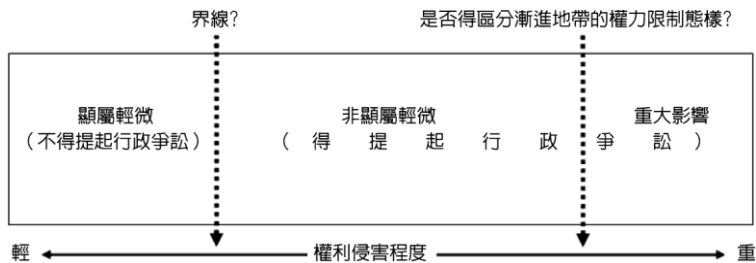 界線?
是否得區分漸進地帶的權力限制態樣?
顯屬輕微
非顯屬輕微
重大影響
(不得提起行政爭訟)
(得提起行政爭訟)
輕
權利侵害程度
重